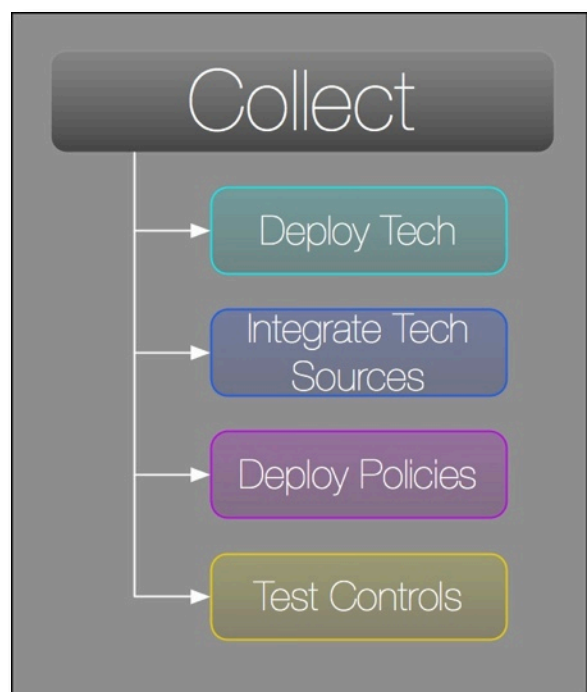 Collect
Deploy Tech
Integrate Tech
Sources
Deploy Policies
Test Controls